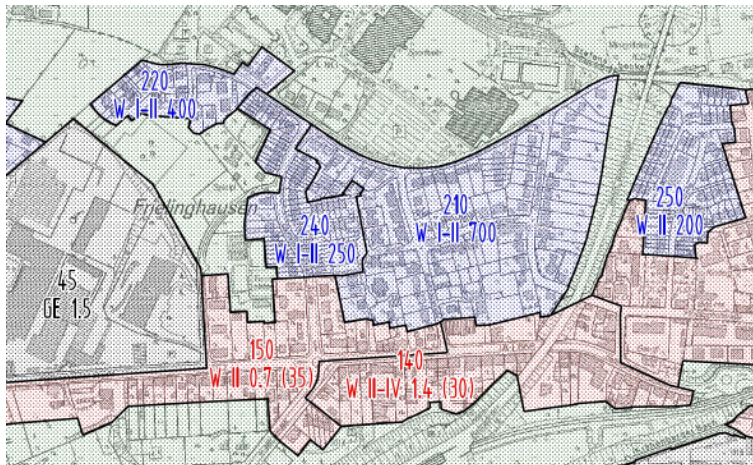 220
W I-II 400
Sporthalle
Frielinghausen
240
W I-II 250
210
W I-II 700
250
W II 200
45
GE 1.5
150
W II 0.7 (35)
140
W II-IV 1.4 (30)